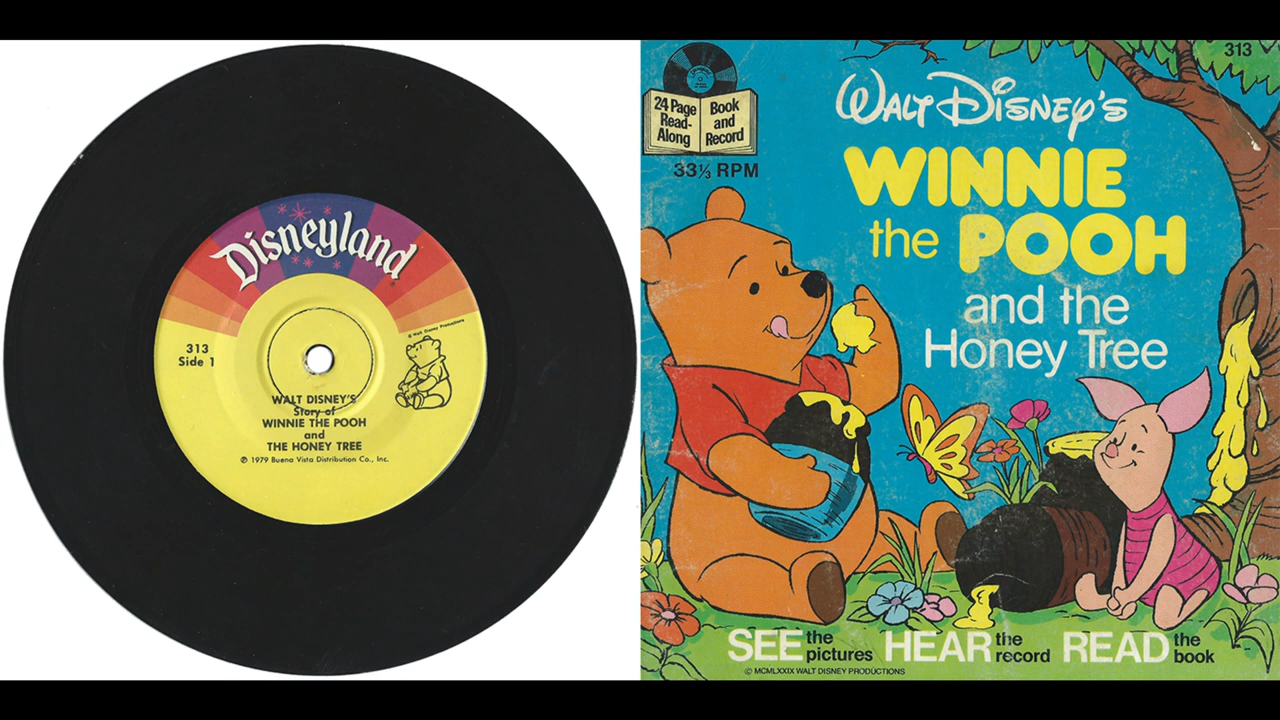 Disneyland
© Walt Disney Productions
313
Side 1
WALT DISNEY'S
Story of
WINNIE THE POOH
and
THE HONEY TREE
℗ 1979 Buena Vista Distribution Co., Inc.
313
24 Page
Read-
Along
Book
and
Record
33⅓ RPM
WALT DISNEY'S
WINNIE
the POOH
and the
Honey Tree
SEE the pictures HEAR the record READ the book
© MCMLXXIX WALT DISNEY PRODUCTIONS